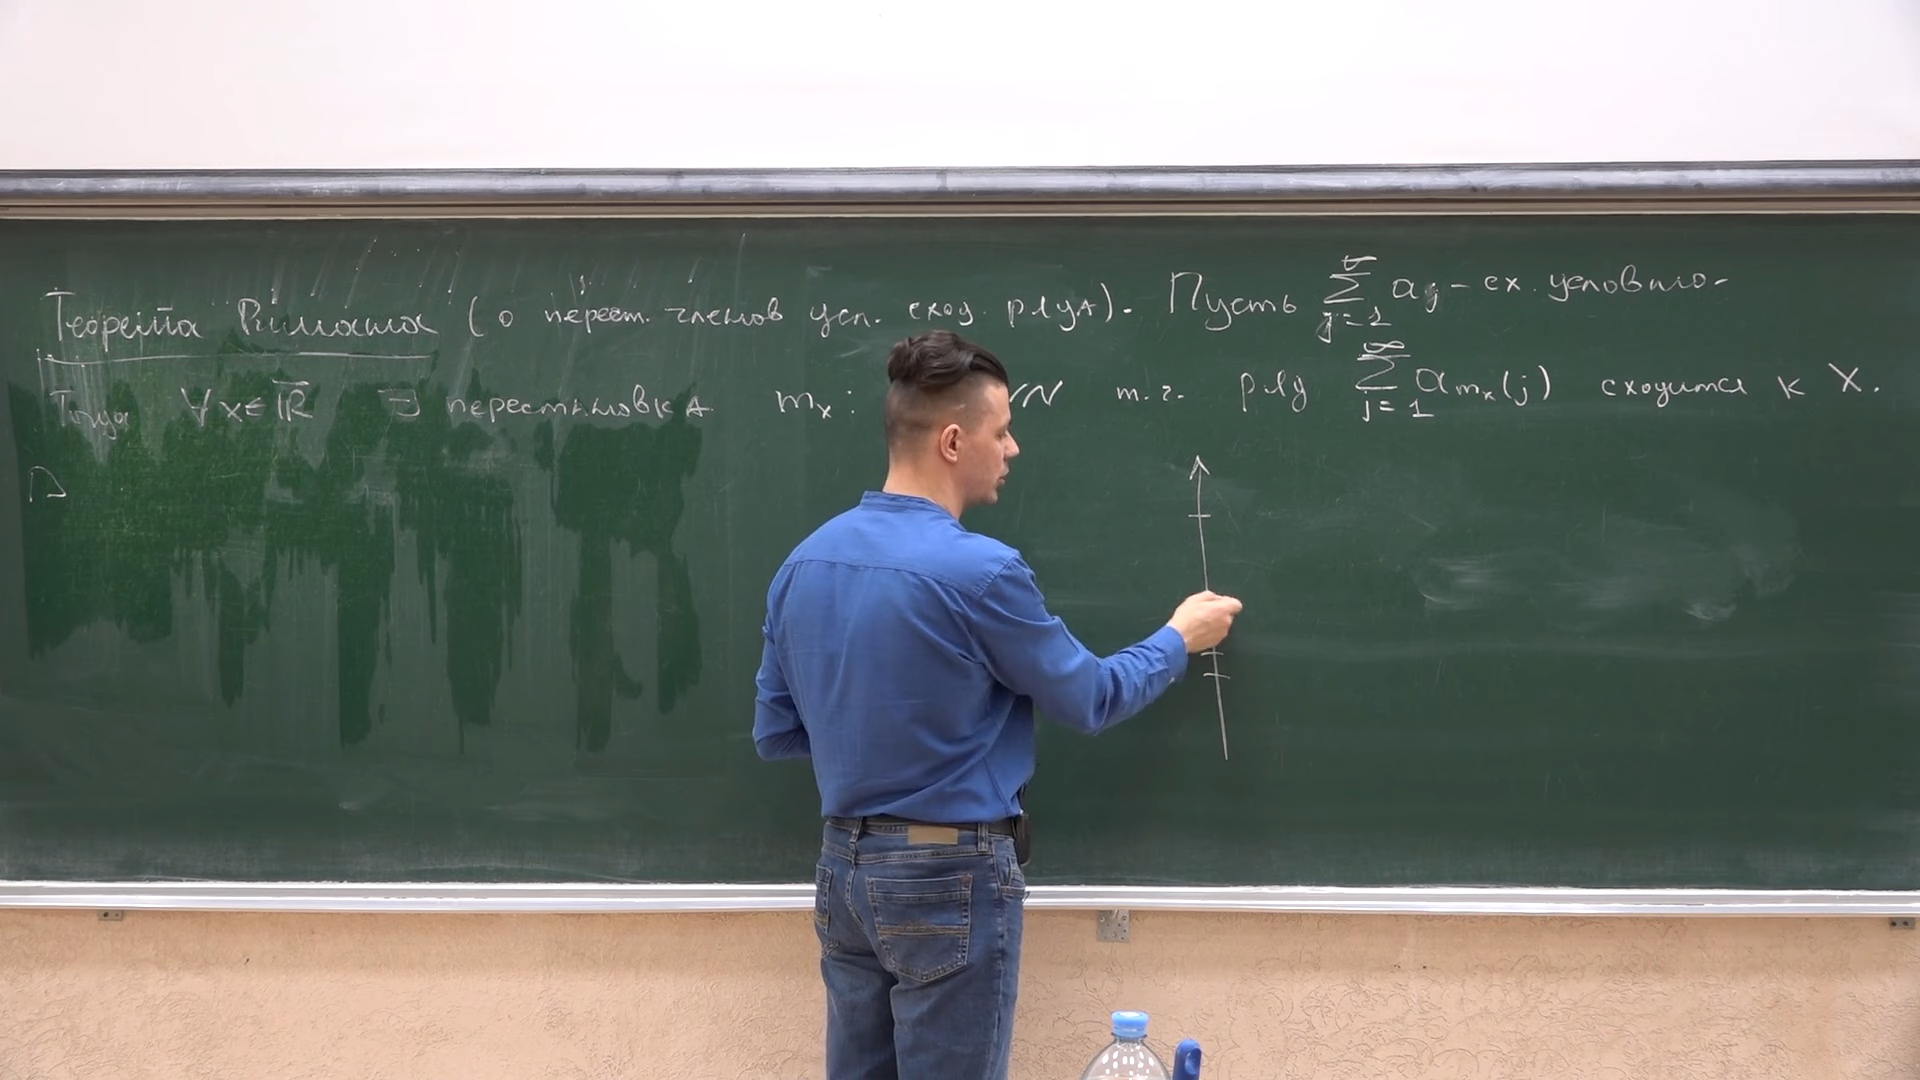 Теорема Римана (о перест. членов усл. сход. ряда). Пусть ∑_{j=1}^{∞} a_j - сх. условно.
Тогда ∀x∈ℝ̅ ∃ перестановка m_x: ℕ т.ч. ряд ∑_{j=1}^{∞} a_{m_x(j)} сходится к x.